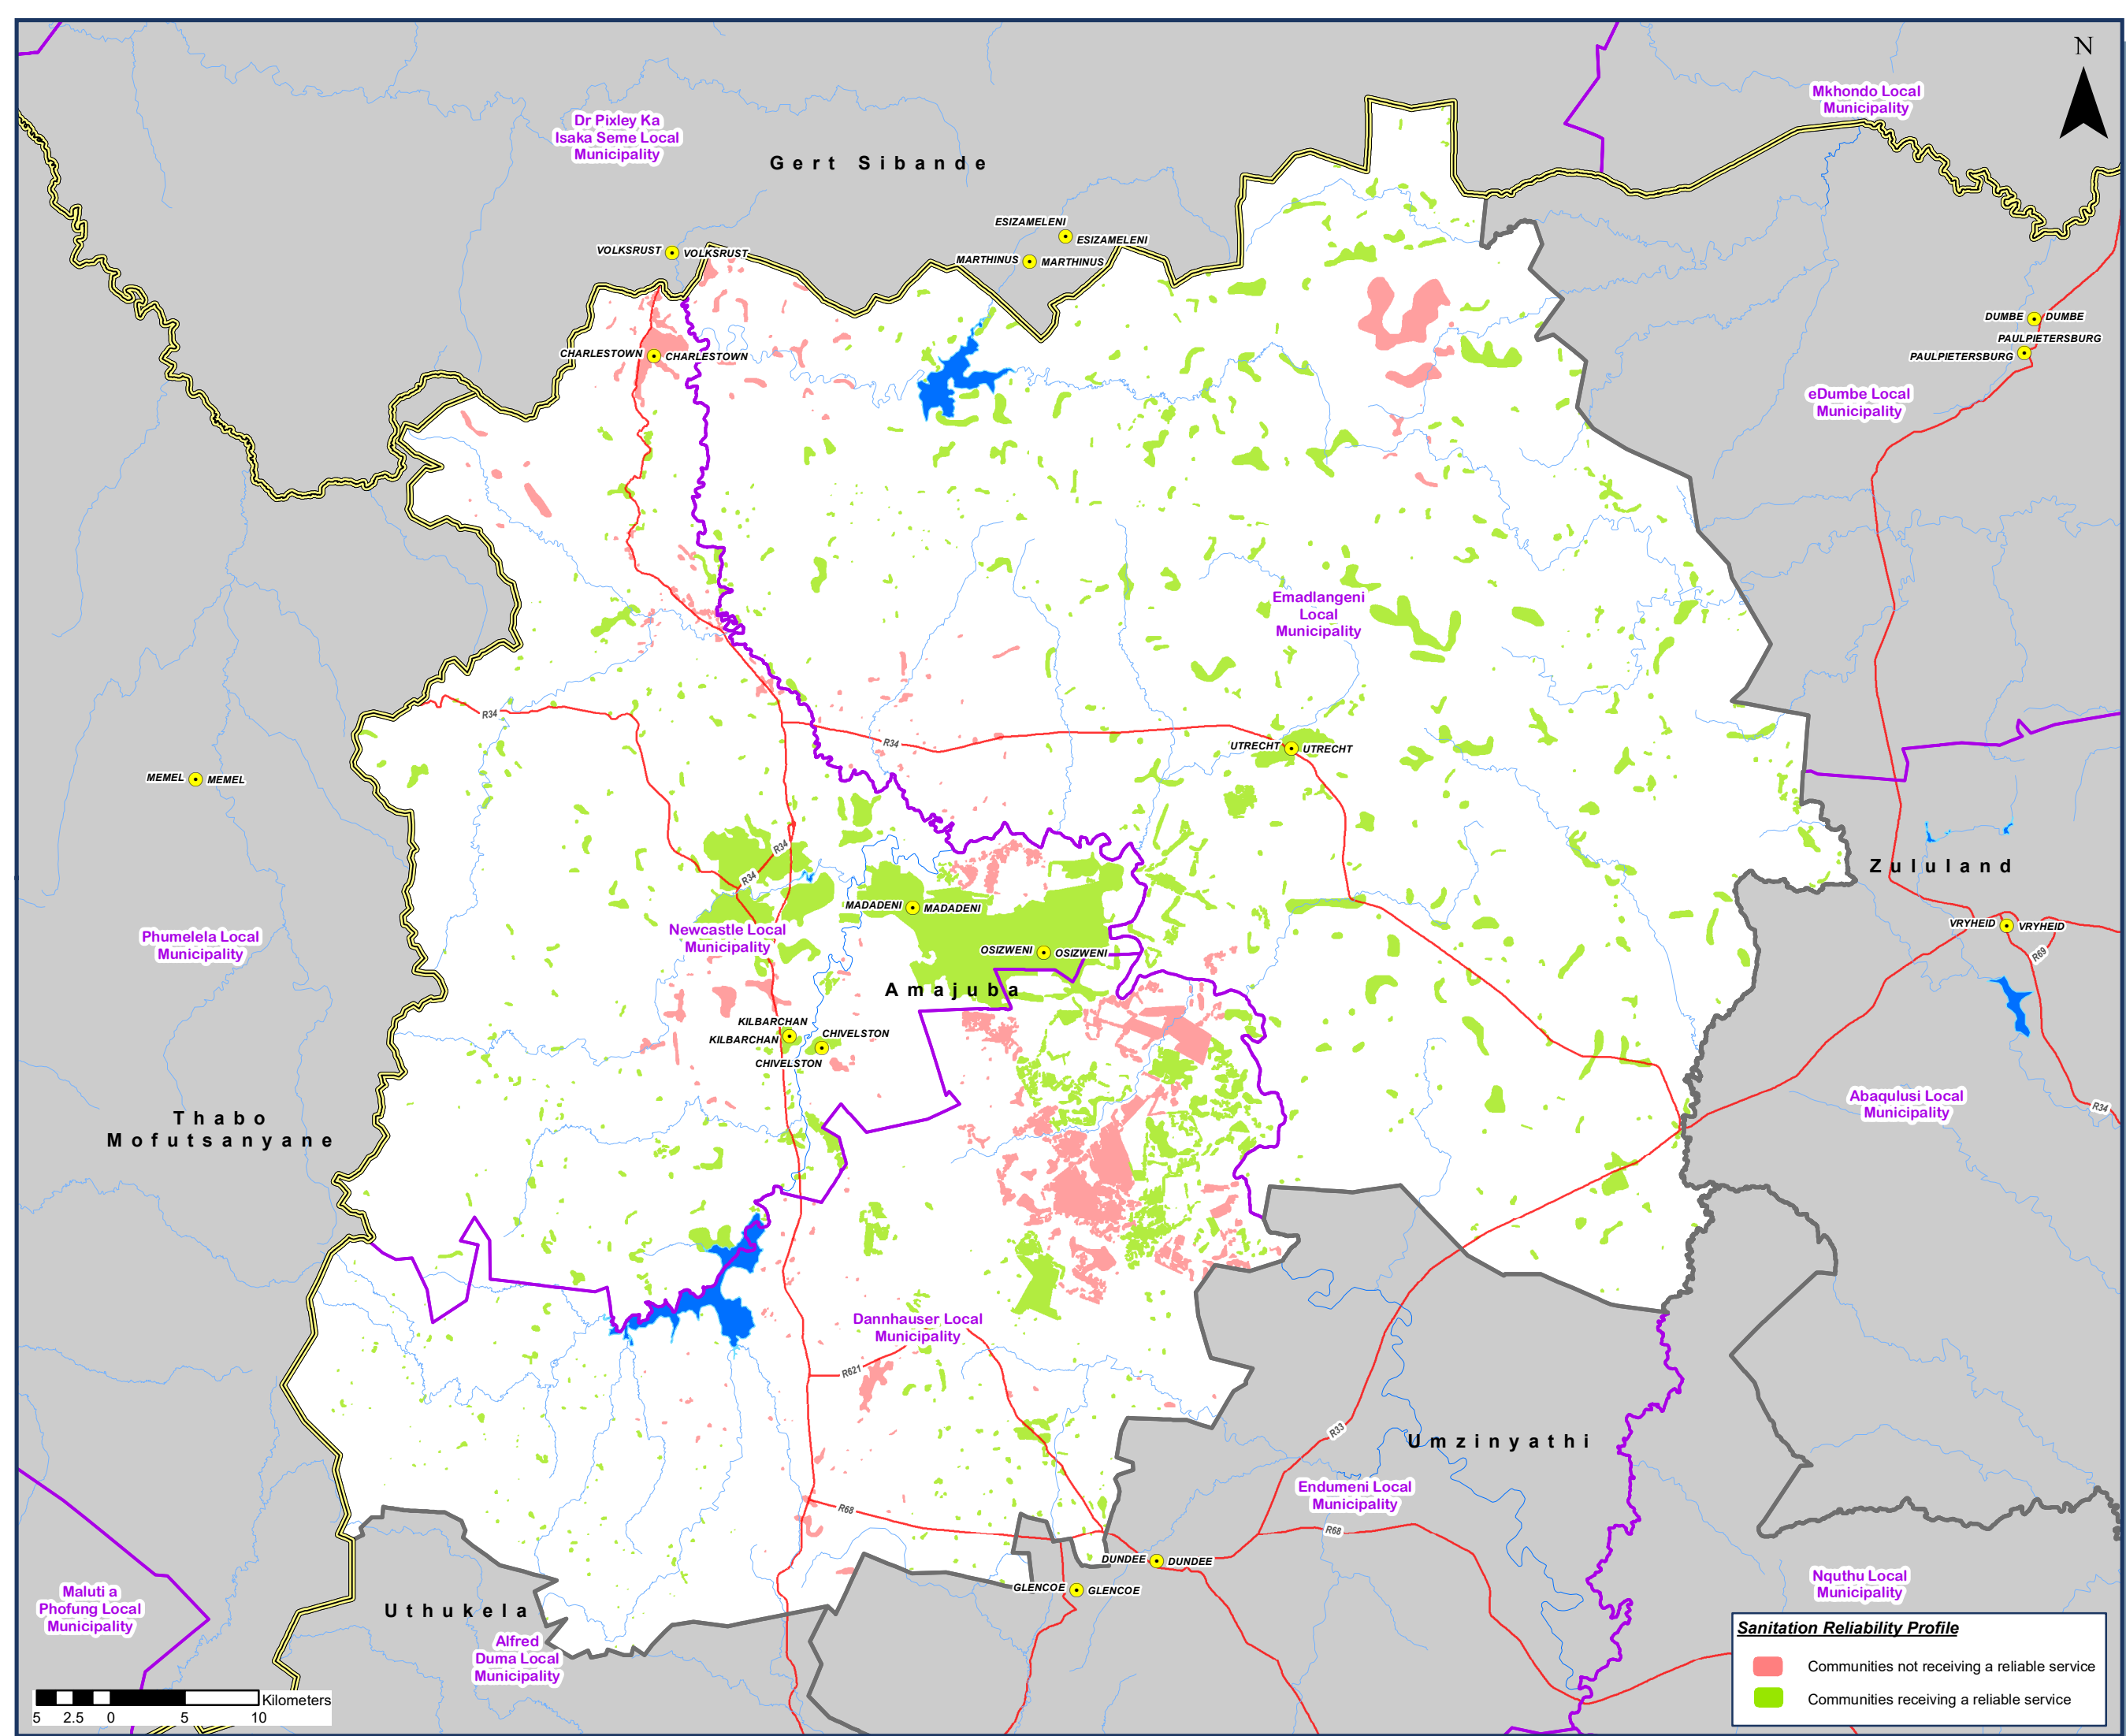 N
Mkhondo Local
Municipality
Dr Pixley Ka
Isaka Seme Local
Municipality
Gert Sibande
ESIZAMELENI
ESIZAMELENI
VOLKSRUST
VOLKSRUST
MARTHINUS
MARTHINUS
DUMBE
DUMBE
PAULPIETERSBURG
PAULPIETERSBURG
CHARLESTOWN
CHARLESTOWN
eDumbe Local
Municipality
Emadlangeni
Local
Municipality
R34
R34
UTRECHT
UTRECHT
MEMEL
MEMEL
R34
R34
Zululand
MADADENI
MADADENI
VRYHEID
VRYHEID
R69
Newcastle Local
Municipality
Phumelela Local
Municipality
OSIZWENI
OSIZWENI
Amajuba
KILBARCHAN
KILBARCHAN
CHIVELSTON
CHIVELSTON
Abaqulusi Local
Municipality
R34
Thabo
Mofutsanyane
Dannhauser Local
Municipality
R621
R33
Umzinyathi
Endumeni Local
Municipality
R68
R68
DUNDEE
DUNDEE
GLENCOE
GLENCOE
Nquthu Local
Municipality
Maluti a
Phofung Local
Municipality
Uthukela
Alfred
Duma Local
Municipality
Sanitation Reliability Profile
Communities not receiving a reliable service
Communities receiving a reliable service
Kilometers
5 2.5 0 5 10